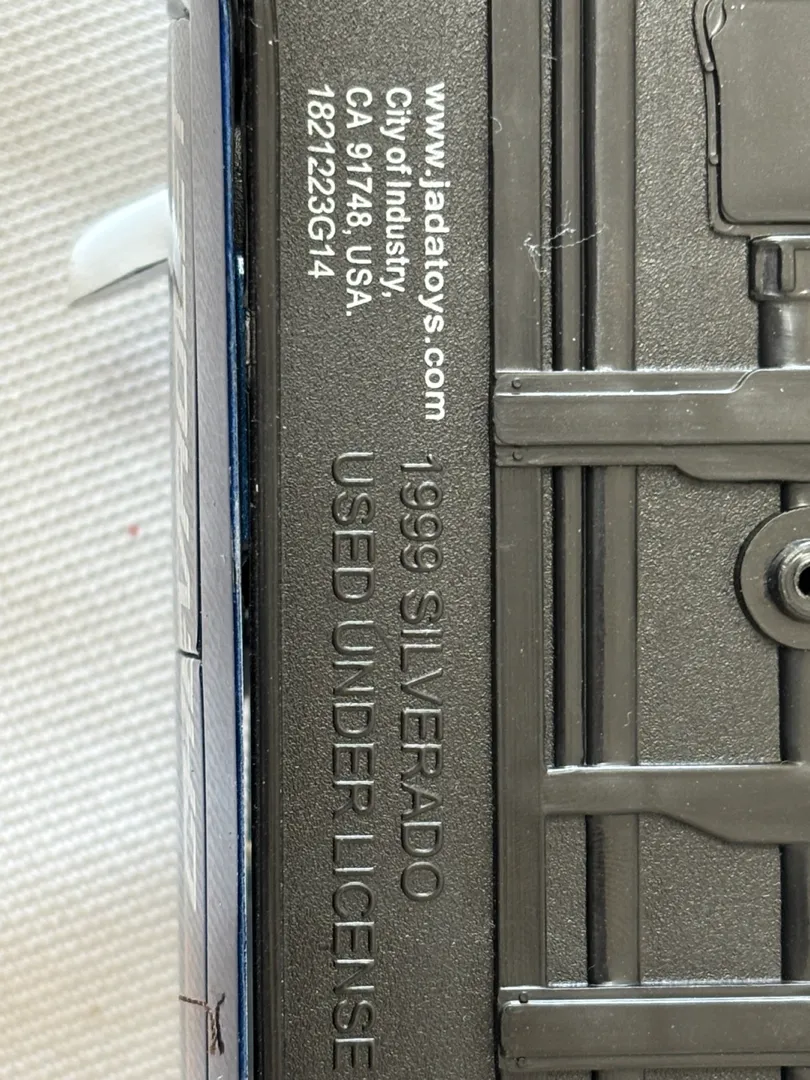 www.jadatoys.com
City of Industry,
CA 91748, USA.
1821223G14
1999 SILVERADO
USED UNDER LICENSE